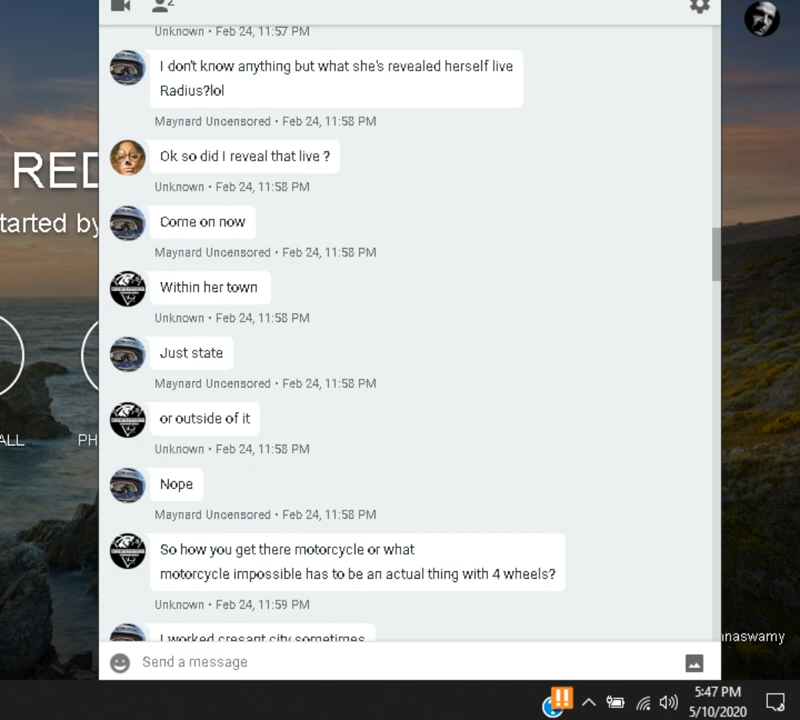 Unknown • Feb 24, 11:57 PM
I don't know anything but what she's revealed herself live
Radius?lol
Maynard Uncensored • Feb 24, 11:58 PM
Ok so did I reveal that live ?
Unknown • Feb 24, 11:58 PM
Come on now
Maynard Uncensored • Feb 24, 11:58 PM
Within her town
Unknown • Feb 24, 11:58 PM
Just state
Maynard Uncensored • Feb 24, 11:58 PM
or outside of it
Unknown • Feb 24, 11:58 PM
Nope
Maynard Uncensored • Feb 24, 11:58 PM
So how you get there motorcycle or what
motorcycle impossible has to be an actual thing with 4 wheels?
Unknown • Feb 24, 11:59 PM
I worked cresant city sometimes
Send a message
RED
tarted by
ALL
PH
naswamy
5:47 PM
5/10/2020